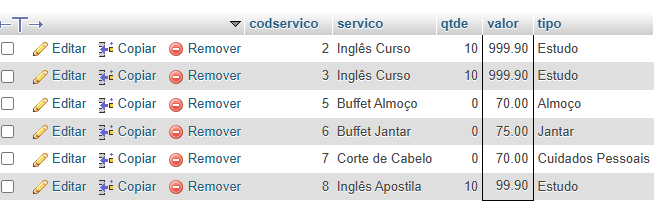 codservico servico qtde valor tipo
Editar Copiar Remover 2 Inglês Curso 10 999.90 Estudo
Editar Copiar Remover 3 Inglês Curso 10 999.90 Estudo
Editar Copiar Remover 5 Buffet Almoço 0 70.00 Almoço
Editar Copiar Remover 6 Buffet Jantar 0 75.00 Jantar
Editar Copiar Remover 7 Corte de Cabelo 0 70.00 Cuidados Pessoais
Editar Copiar Remover 8 Inglês Apostila 10 99.90 Estudo